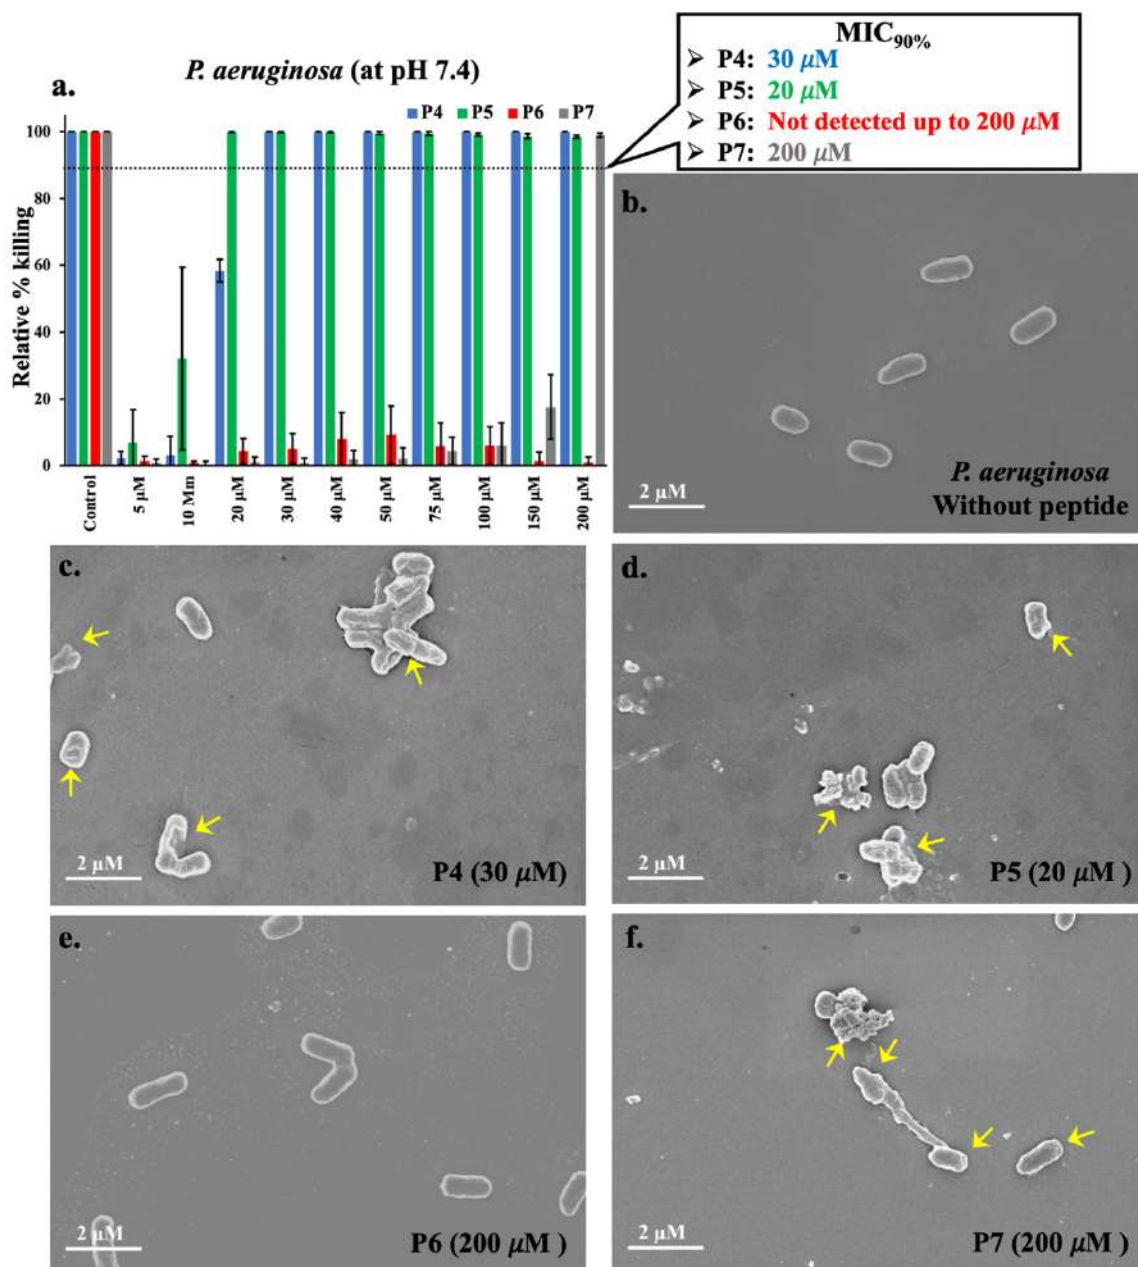 MIC90%
➢ P4: 30 μM
➢ P5: 20 μM
➢ P6: Not detected up to 200 μM
➢ P7: 200 μM
P. aeruginosa (at pH 7.4)
a.
P4 P5 P6 P7
Relative % killing
100
80
60
40
20
0
Control
5 μM
10 Mm
20 μM
30 μM
40 μM
50 μM
75 μM
100 μM
150 μM
200 μM
b.
2 μM
P. aeruginosa
Without peptide
c.
2 μM
P4 (30 μM)
d.
2 μM
P5 (20 μM )
e.
2 μM
P6 (200 μM )
f.
2 μM
P7 (200 μM )